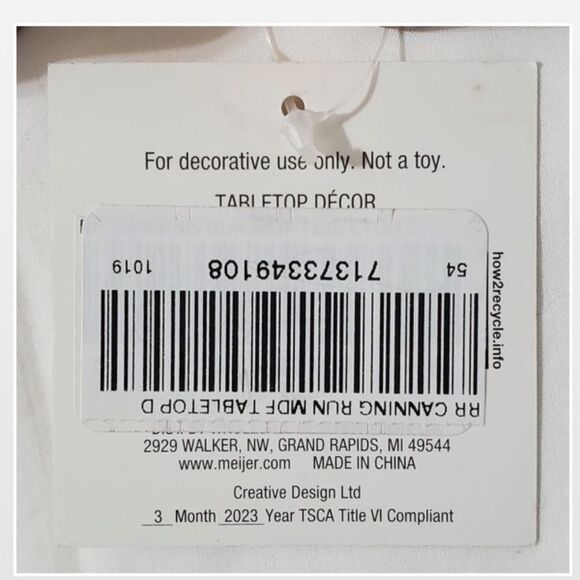 For decorative use only. Not a toy.
TABLETOP DÉCOR
RR CANNING RUN MDF TABLETOP D
54 71373349108 1019
how2recycle.info
2929 WALKER, NW, GRAND RAPIDS, MI 49544
www.meijer.com MADE IN CHINA
Creative Design Ltd
3 Month 2023 Year TSCA Title VI Compliant